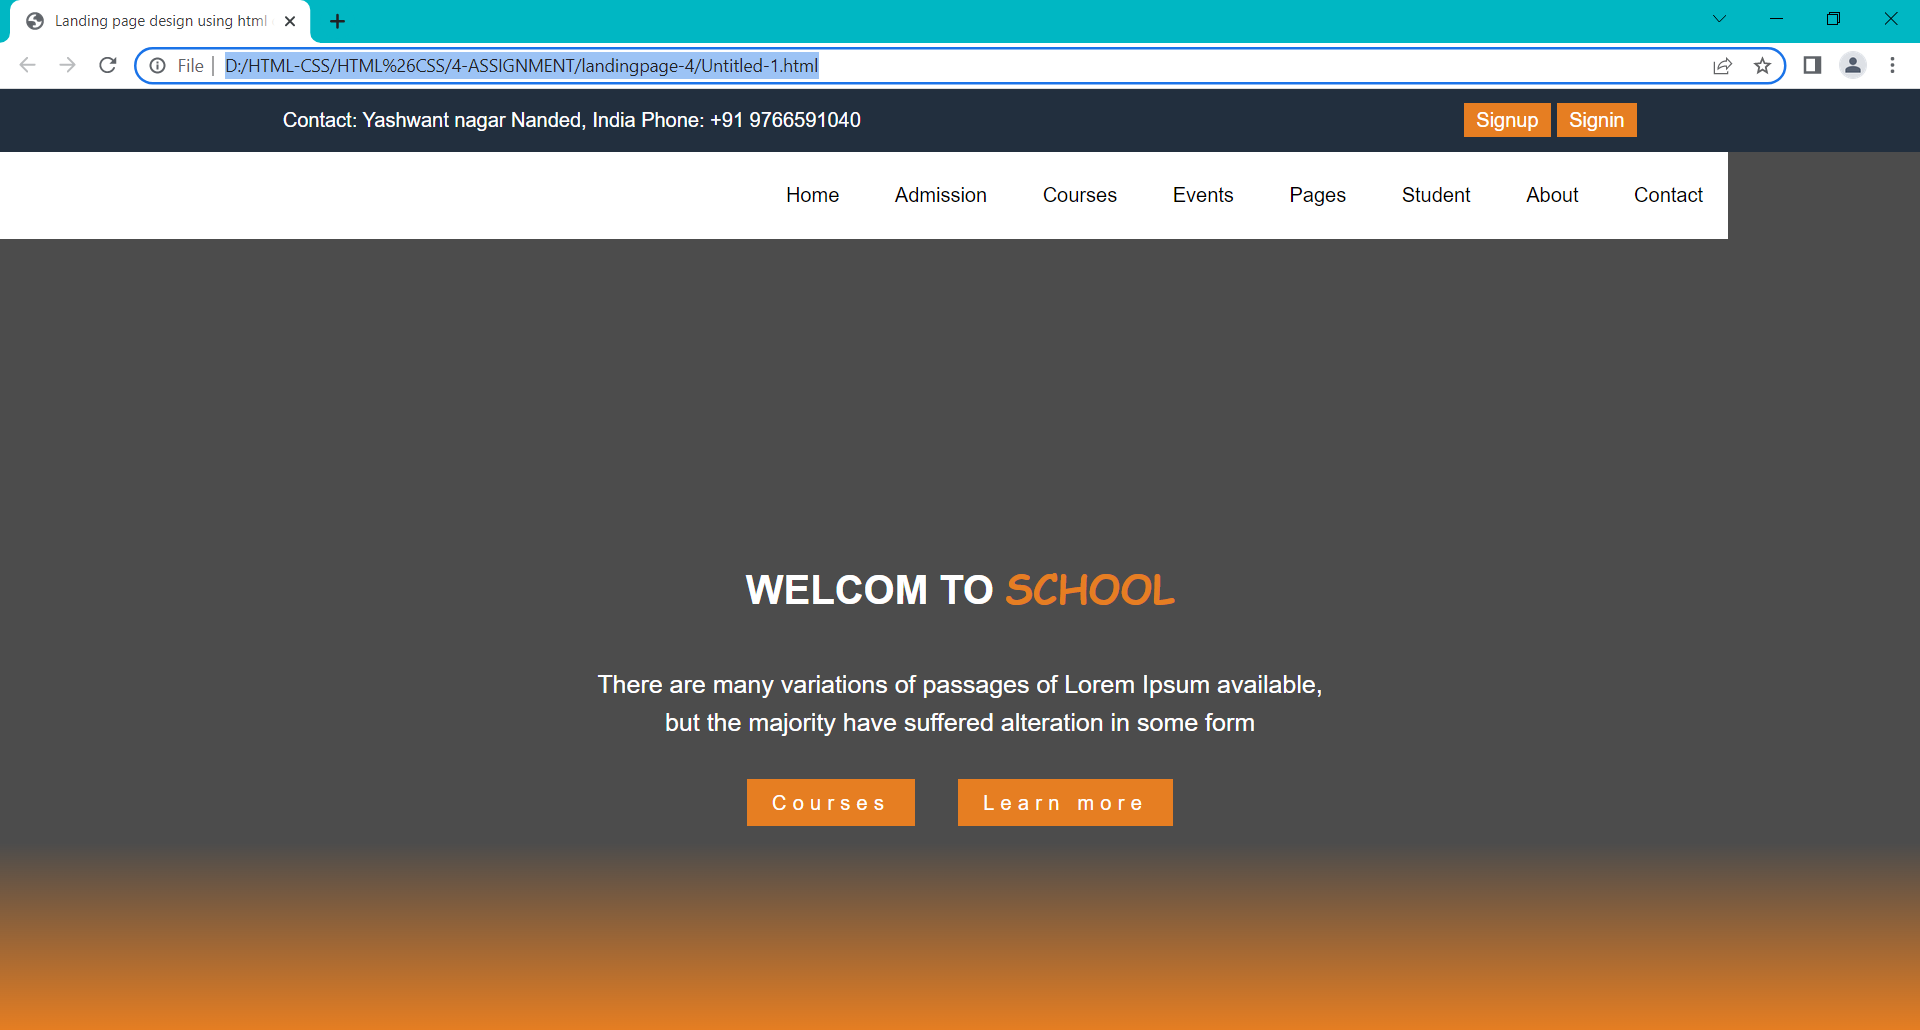 Landing page design using html
File
D:/HTML-CSS/HTML%26CSS/4-ASSIGNMENT/landingpage-4/Untitled-1.html
Contact: Yashwant nagar Nanded, India Phone: +91 9766591040
Signup Signin
Home Admission Courses Events Pages Student About Contact
WELCOM TO SCHOOL
There are many variations of passages of Lorem Ipsum available,
but the majority have suffered alteration in some form
Courses Learn more